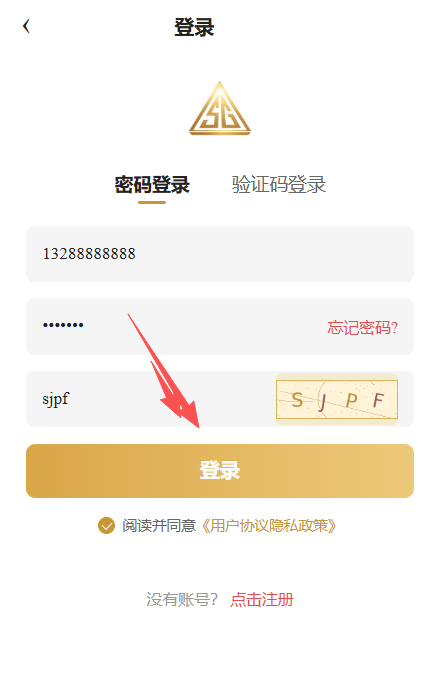 登录
SG
密码登录 验证码登录
13288888888
•••••••  忘记密码?
sjpf SJPF
登录
阅读并同意《用户协议隐私政策》
没有账号? 点击注册